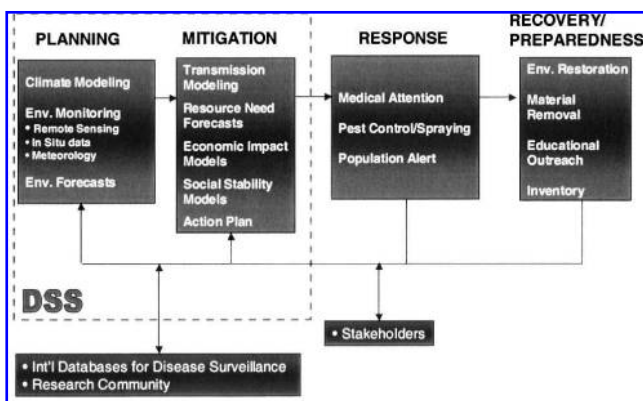 PLANNING
Climate Modeling
Env. Monitoring
• Remote Sensing
• In Situ data
• Meteorology
Env. Forecasts
MITIGATION
Transmission
Modeling
Resource Need
Forecasts
Economic Impact
Models
Social Stability
Models
Action Plan
RESPONSE
Medical Attention
Pest Control/Spraying
Population Alert
RECOVERY/
PREPAREDNESS
Env. Restoration
Material
Removal
Educational
Outreach
Inventory
DSS
• Stakeholders
• Int'l Databases for Disease Surveillance
• Research Community